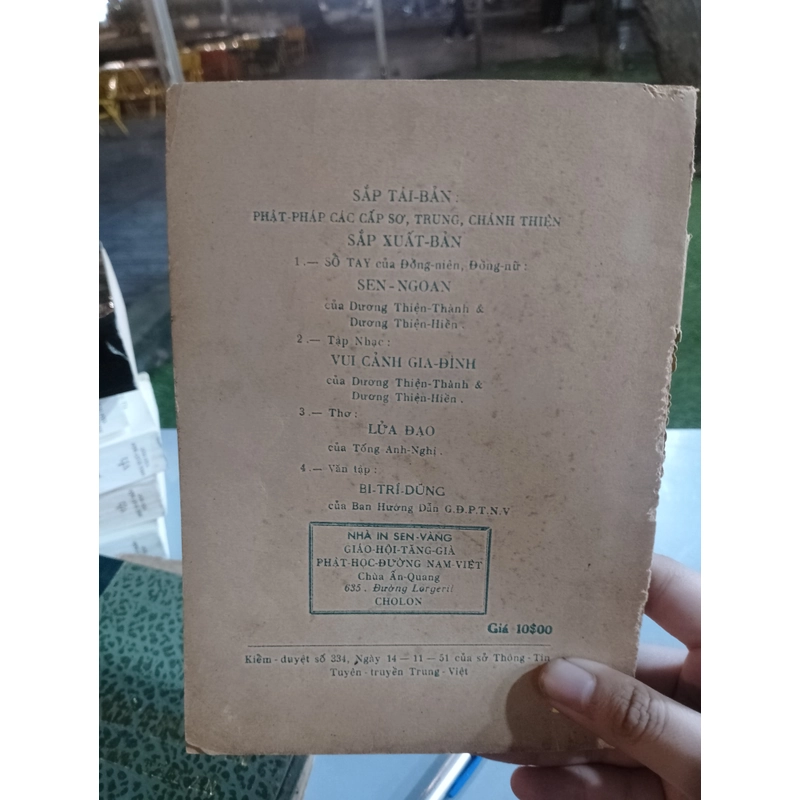 SẮP TÁI-BẢN :
PHẬT-PHÁP CÁC CẤP SƠ, TRUNG, CHÁNH THIỆN
SẮP XUẤT-BẢN
1.— SỔ TAY của Đồng-niên, Đồng-nữ :
SEN-NGOAN
của Dương Thiện-Thành &
Dương Thiện-Hiền .
2.— Tập Nhạc :
VUI CẢNH GIA-ĐÌNH
của Dương Thiện-Thành &
Dương Thiện-Hiền .
3.— Thơ :
LỬA ĐẠO
của Tống Anh-Nghị .
4.— Văn tập :
BI-TRÍ-DŨNG
của Ban Hướng Dẫn G.Đ.P.T.N.V
NHÀ IN SEN-VÀNG
GIÁO-HỘI-TĂNG-GIÀ
PHẬT-HỌC-ĐƯỜNG NAM-VIỆT
Chùa Ấn-Quang
635 . Đường Lorgeril
CHOLON
Giá 10$00
Kiểm-duyệt số 334, Ngày 14—11—51 của sở Thông-Tin
Tuyên-truyền Trung-Việt